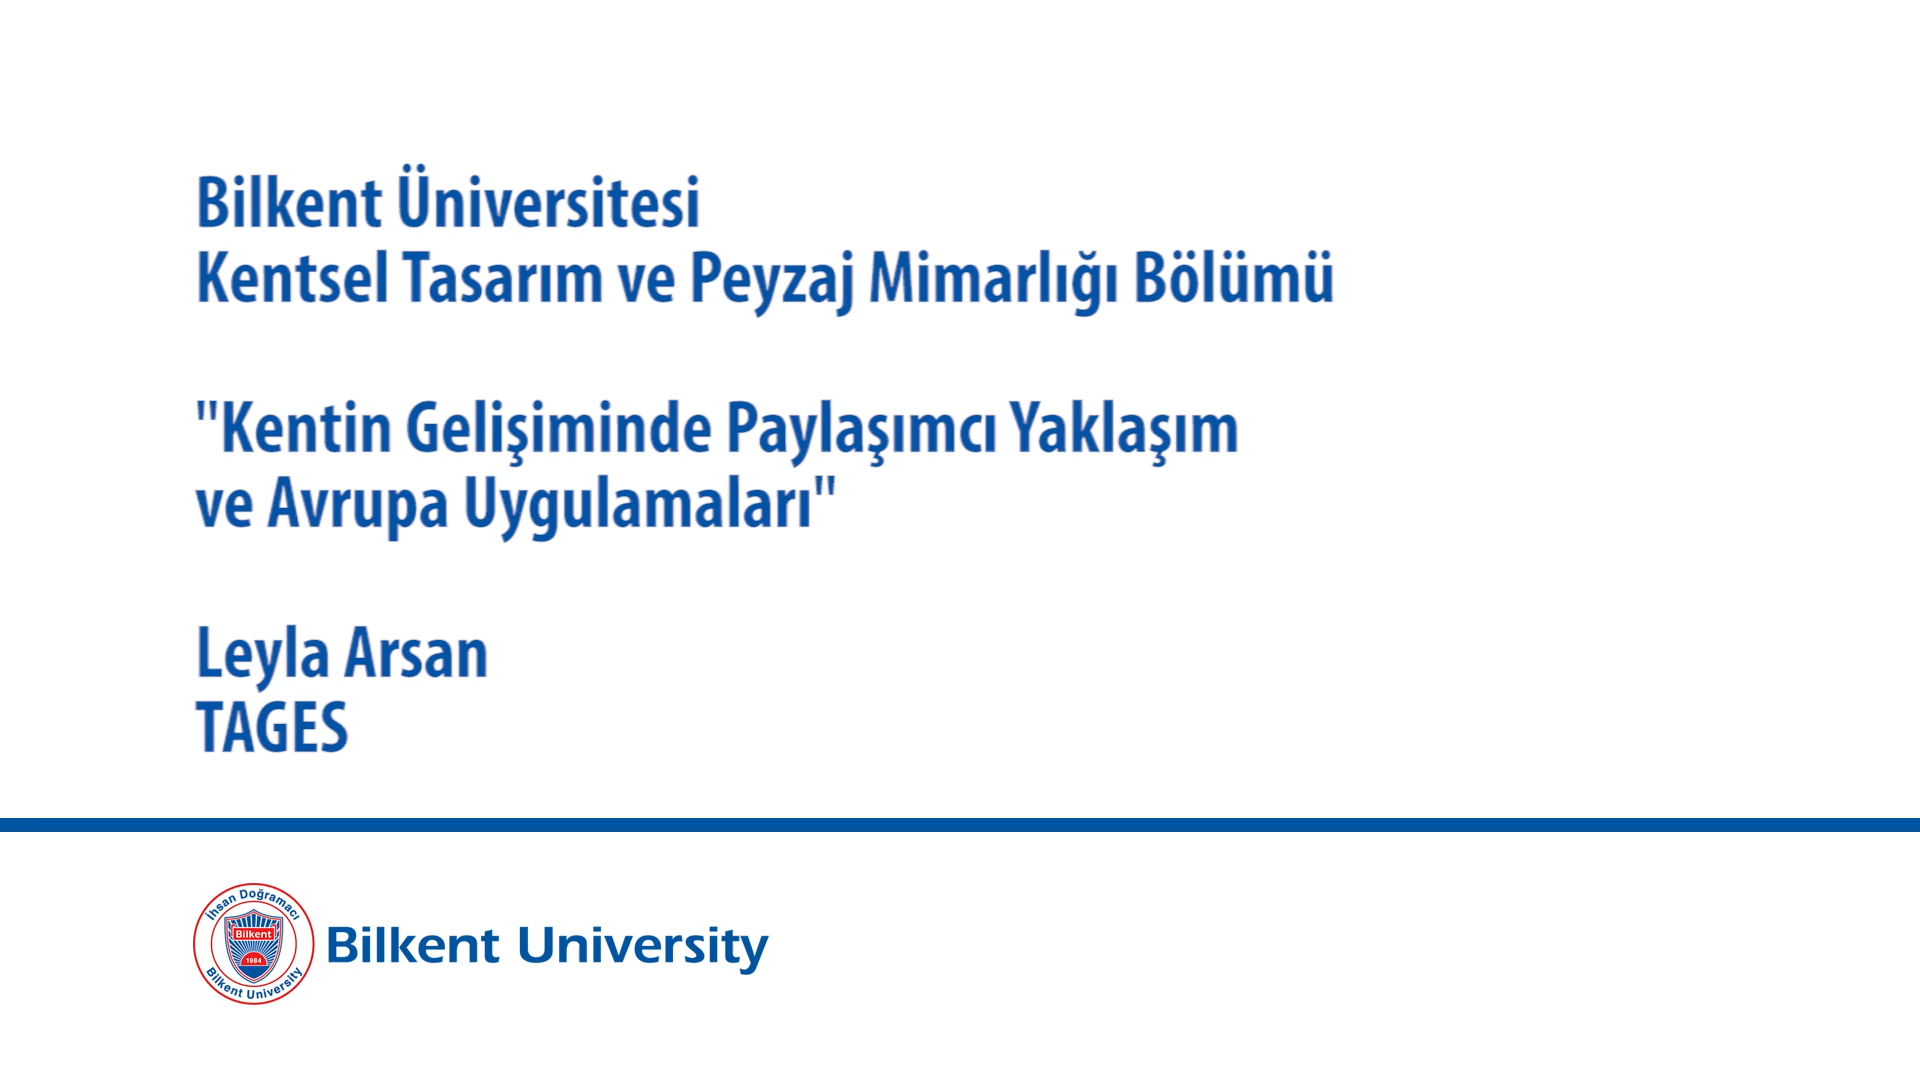 Bilkent Üniversitesi
Kentsel Tasarım ve Peyzaj Mimarlığı Bölümü
"Kentin Gelişiminde Paylaşımcı Yaklaşım
ve Avrupa Uygulamaları"
Leyla Arsan
TAGES
İhsan Doğramacı
Bilkent
1984
Bilkent University
Bilkent University